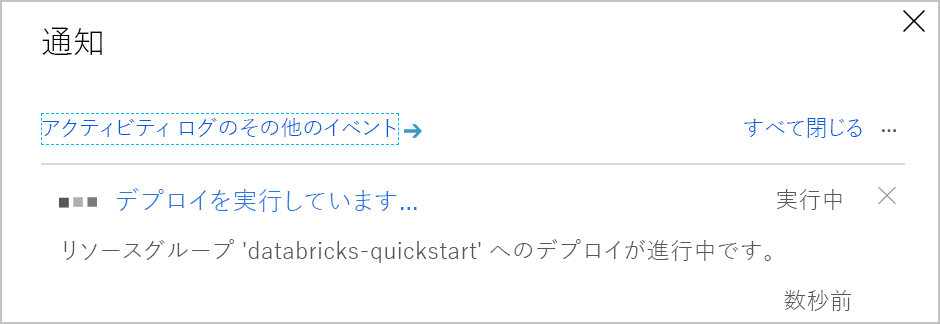 通知
アクティビティ ログのその他のイベント
すべて閉じる ...
デプロイを実行しています... 実行中
リソースグループ 'databricks-quickstart' へのデプロイが進行中です。
数秒前